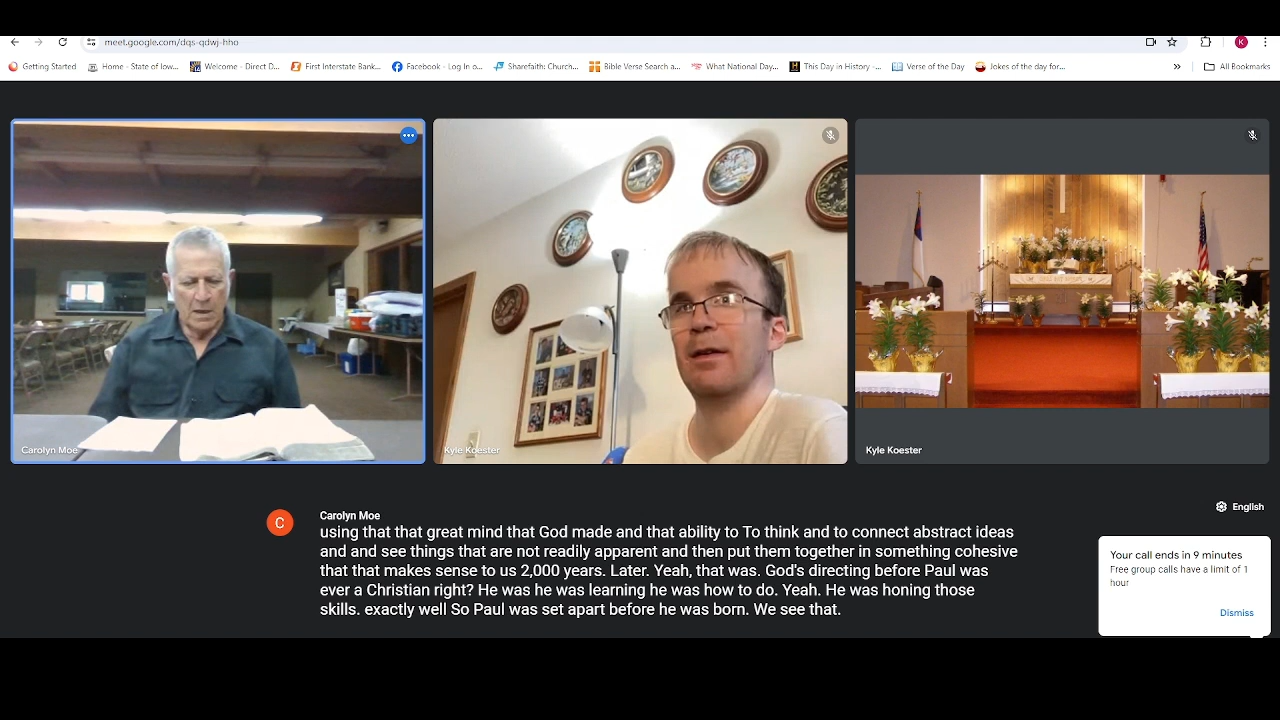 meet.google.com/dqs-qdwj-hho
Getting Started
Home - State of Iow...
Welcome - Direct D...
First Interstate Bank...
Facebook - Log In o...
Sharefaith: Church...
Bible Verse Search a...
What National Day...
This Day in History -...
Verse of the Day
Jokes of the day for...
»
All Bookmarks
K
Carolyn Moe
Kyle Koester
Kyle Koester
English
C
Carolyn Moe
using that that great mind that God made and that ability to To think and to connect abstract ideas
and and see things that are not readily apparent and then put them together in something cohesive
that that makes sense to us 2,000 years. Later. Yeah, that was. God's directing before Paul was
ever a Christian right? He was he was learning he was how to do. Yeah. He was honing those
skills. exactly well So Paul was set apart before he was born. We see that.
Your call ends in 9 minutes
Free group calls have a limit of 1
hour
Dismiss